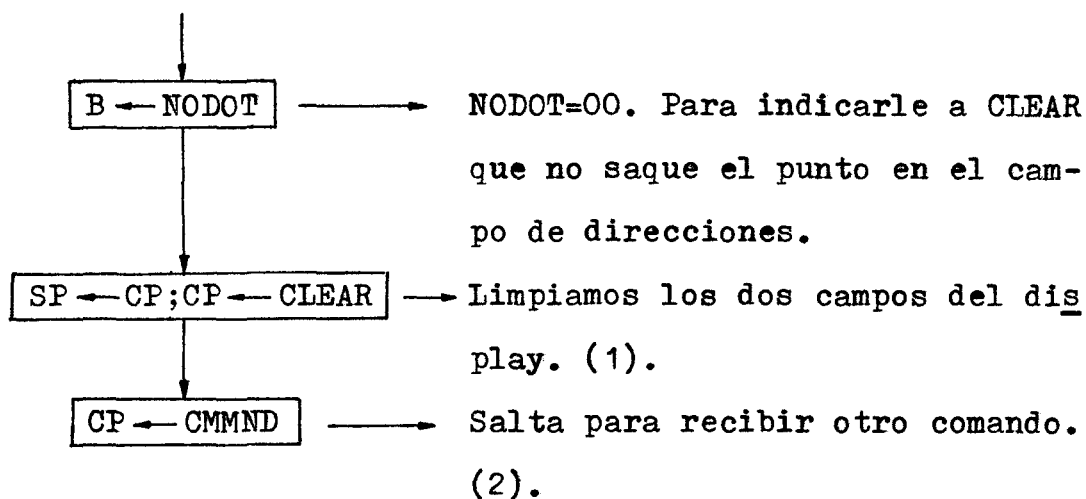 B ← NODOT → NODOT=00. Para indicarle a CLEAR
que no saque el punto en el cam-
po de direcciones.
SP ← CP;CP ← CLEAR → Limpiamos los dos campos del dis
play. (1).
CP ← CMMND → Salta para recibir otro comando.
(2).